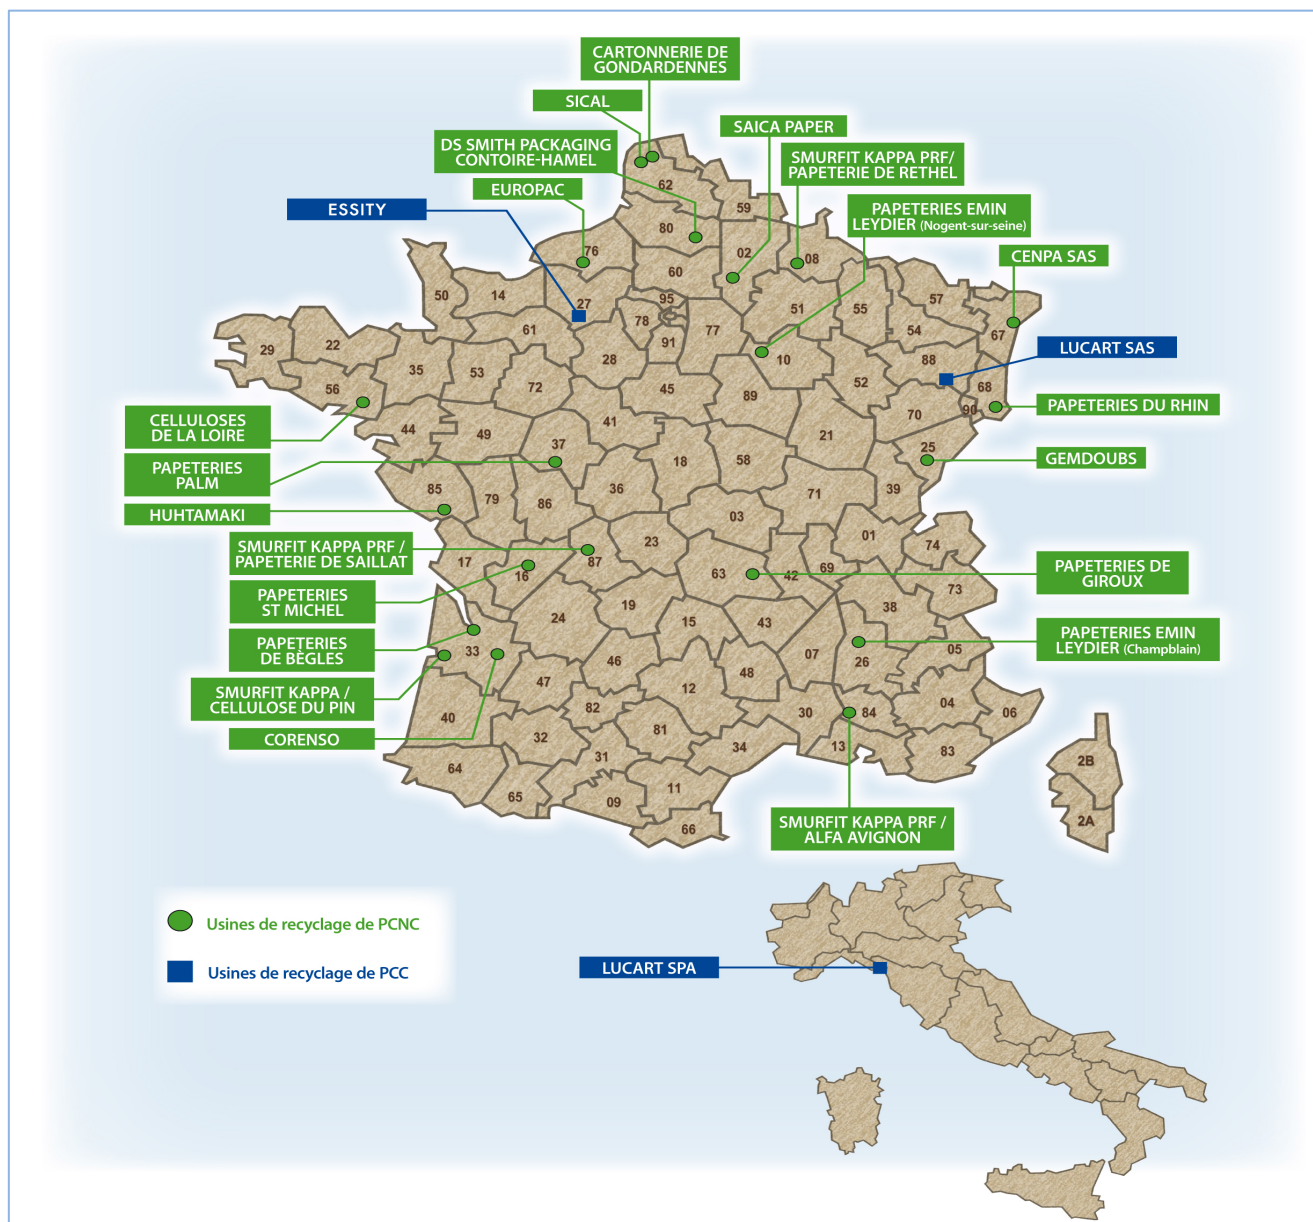 CARTONNERIE DE
GONDARDENNES
SICAL
SAICA PAPER
DS SMITH PACKAGING
CONTOIRE-HAMEL
SMURFIT KAPPA PRF/
PAPETERIE DE RETHEL
EUROPAC
ESSITY
PAPETERIES EMIN
LEYDIER (Nogent-sur-seine)
CENPA SAS
LUCART SAS
PAPETERIES DU RHIN
GEMDOUBS
CELLULOSES
DE LA LOIRE
PAPETERIES
PALM
HUHTAMAKI
SMURFIT KAPPA PRF /
PAPETERIE DE SAILLAT
PAPETERIES
ST MICHEL
PAPETERIES
DE BÈGLES
SMURFIT KAPPA /
CELLULOSE DU PIN
CORENSO
PAPETERIES DE
GIROUX
PAPETERIES EMIN
LEYDIER (Champblain)
SMURFIT KAPPA PRF /
ALFA AVIGNON
62
59
80
76
02
08
60
50
14
27
95
51
55
57
78
77
54
67
61
91
29
22
28
10
88
35
53
72
52
68
56
45
89
70
90
44
49
41
21
37
18
58
25
85
79
86
36
71
39
03
01
74
17
16
87
23
63
42
69
73
24
19
15
43
38
33
07
26
05
46
48
47
12
40
82
30
84
04
06
32
81
34
13
83
64
31
65
09
11
66
2B
2A
Usines de recyclage de PCNC
Usines de recyclage de PCC
LUCART SPA